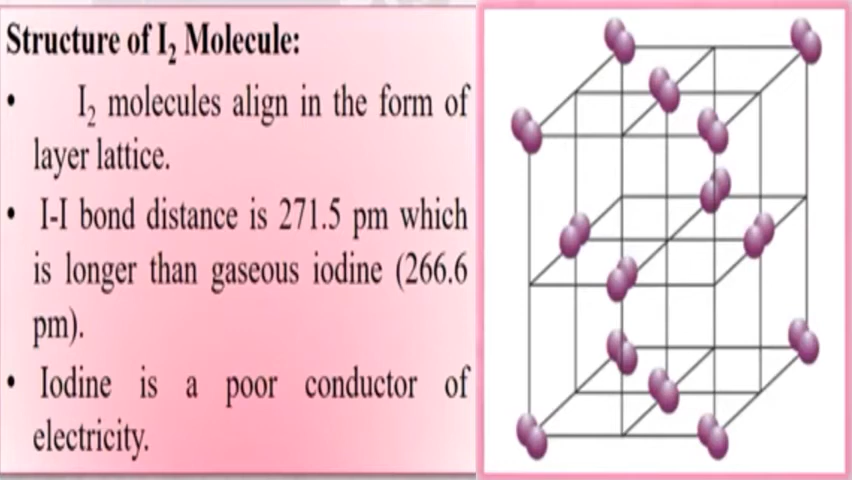 Structure of I₂ Molecule:
• I₂ molecules align in the form of
layer lattice.
• I-I bond distance is 271.5 pm which
is longer than gaseous iodine (266.6
pm).
• Iodine is a poor conductor of
electricity.